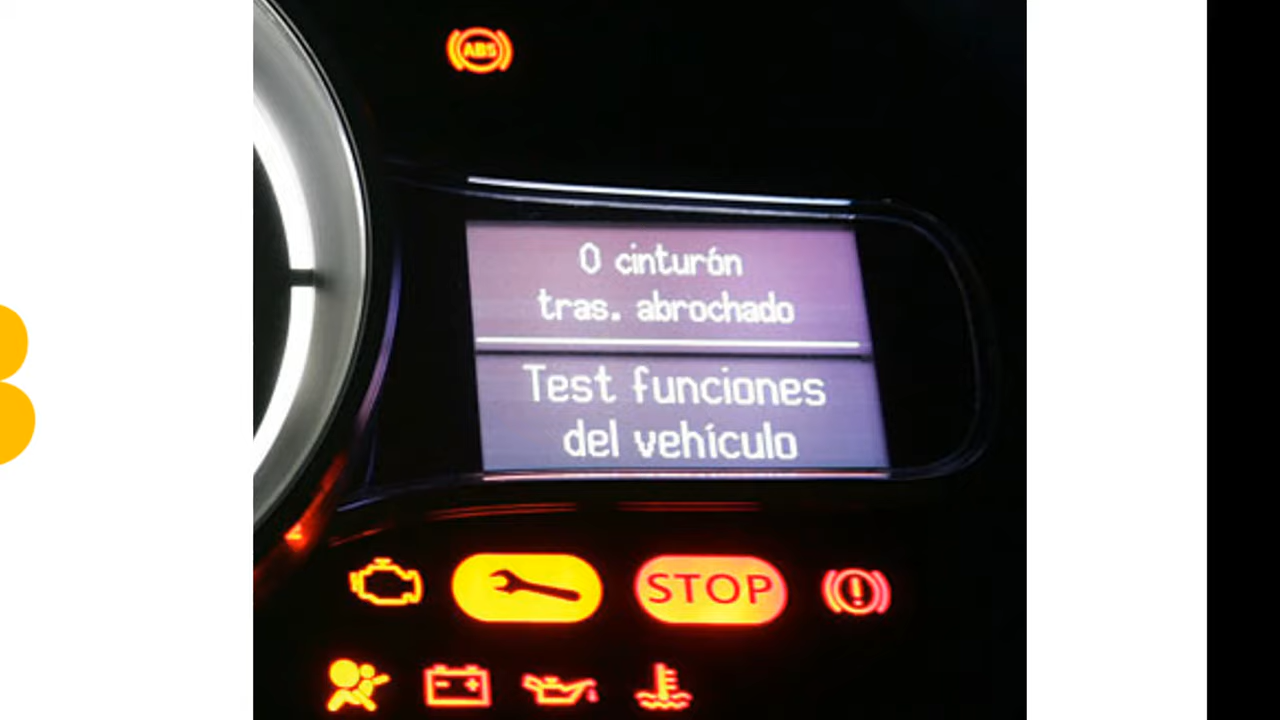 ABS
0 cinturón
tras. abrochado
Test funciones
del vehículo
STOP